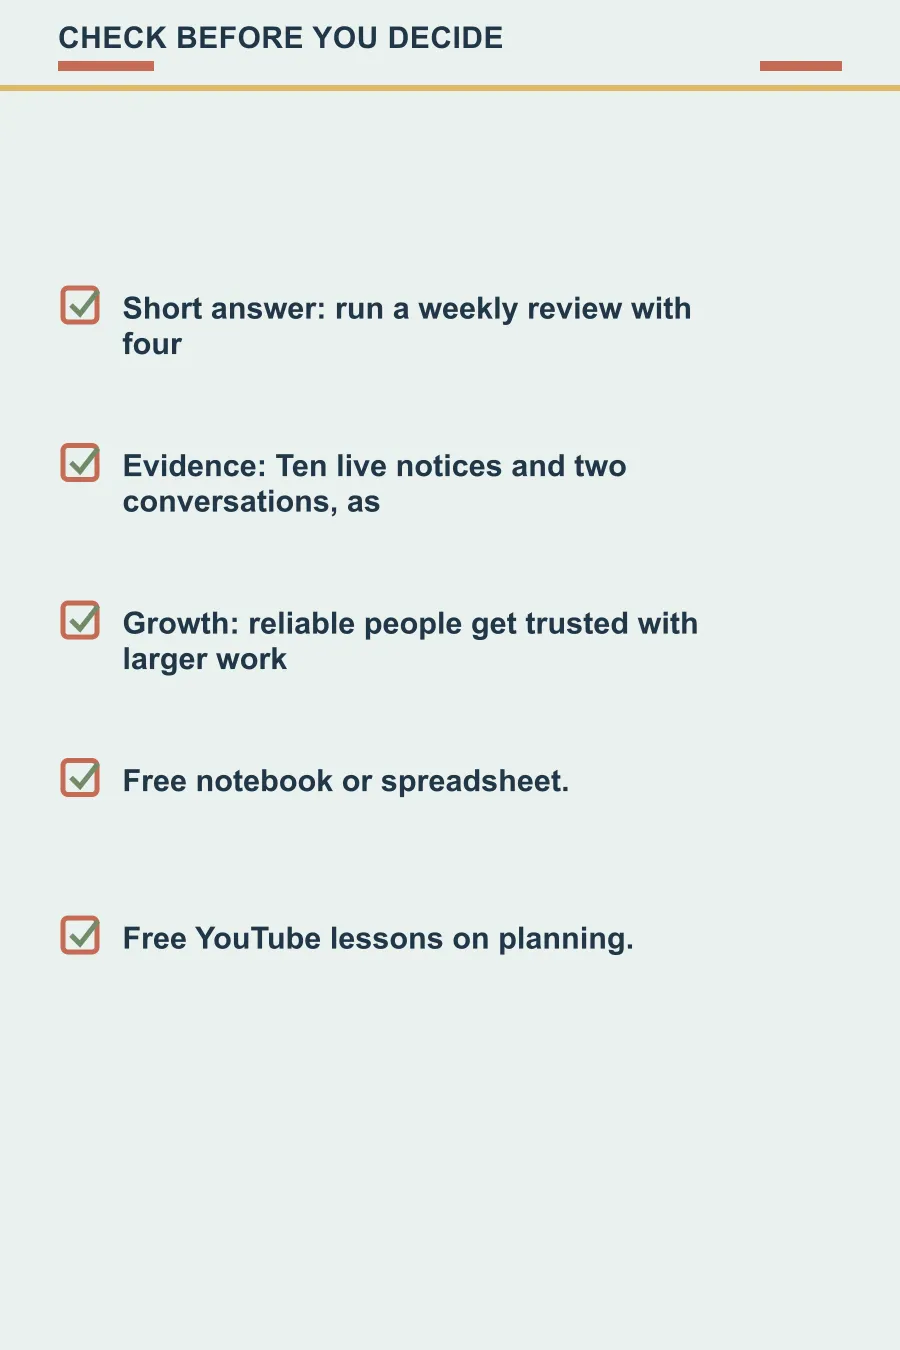 CHECK BEFORE YOU DECIDE
Short answer: run a weekly review with
four
Evidence: Ten live notices and two
conversations, as
Growth: reliable people get trusted with
larger work
Free notebook or spreadsheet.
Free YouTube lessons on planning.